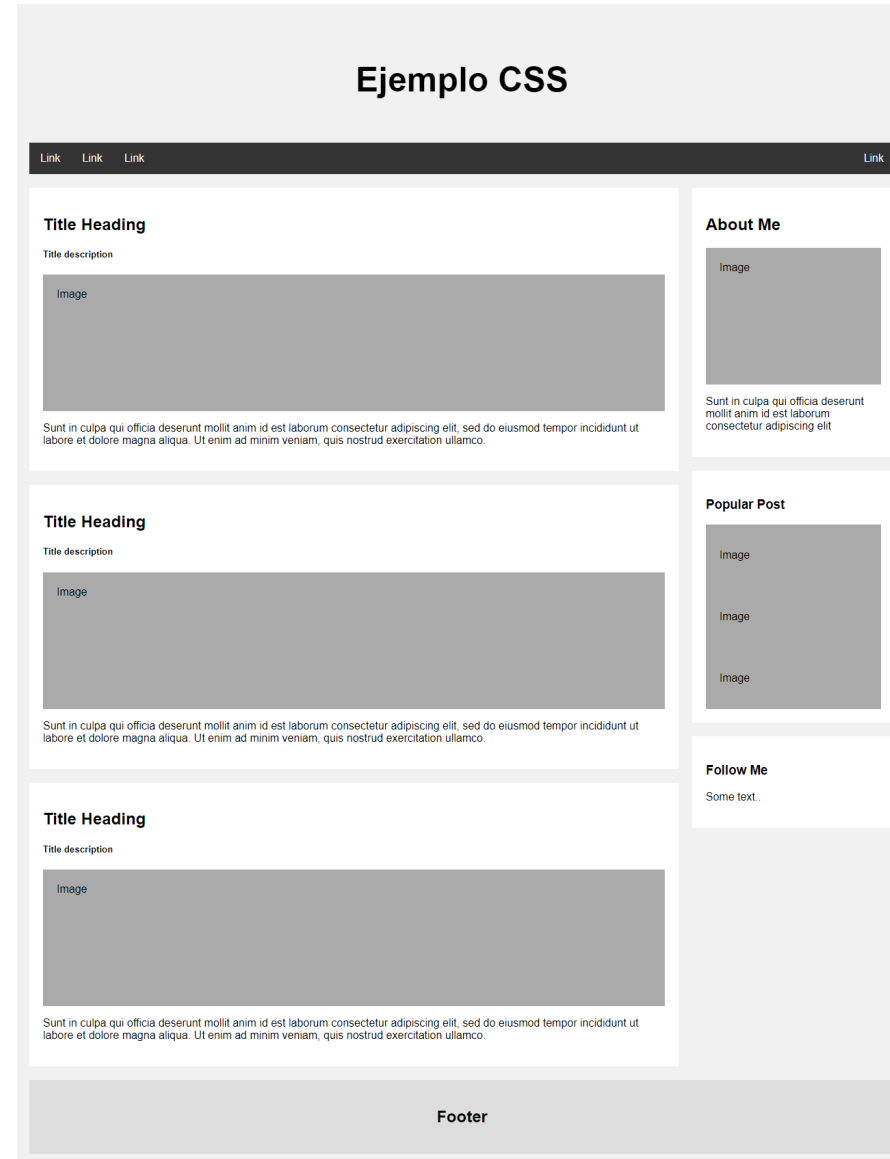 Ejemplo CSS
Link
Link
Link
Link
Title Heading
Title description
Image
Sunt in culpa qui officia deserunt mollit anim id est laborum consectetur adipiscing elit, sed do eiusmod tempor incididunt ut
labore et dolore magna aliqua. Ut enim ad minim veniam, quis nostrud exercitation ullamco.
Title Heading
Title description
Image
Sunt in culpa qui officia deserunt mollit anim id est laborum consectetur adipiscing elit, sed do eiusmod tempor incididunt ut
labore et dolore magna aliqua. Ut enim ad minim veniam, quis nostrud exercitation ullamco.
Title Heading
Title description
Image
Sunt in culpa qui officia deserunt mollit anim id est laborum consectetur adipiscing elit, sed do eiusmod tempor incididunt ut
labore et dolore magna aliqua. Ut enim ad minim veniam, quis nostrud exercitation ullamco.
About Me
Image
Sunt in culpa qui officia deserunt
mollit anim id est laborum
consectetur adipiscing elit
Popular Post
Image
Image
Image
Follow Me
Some text..
Footer